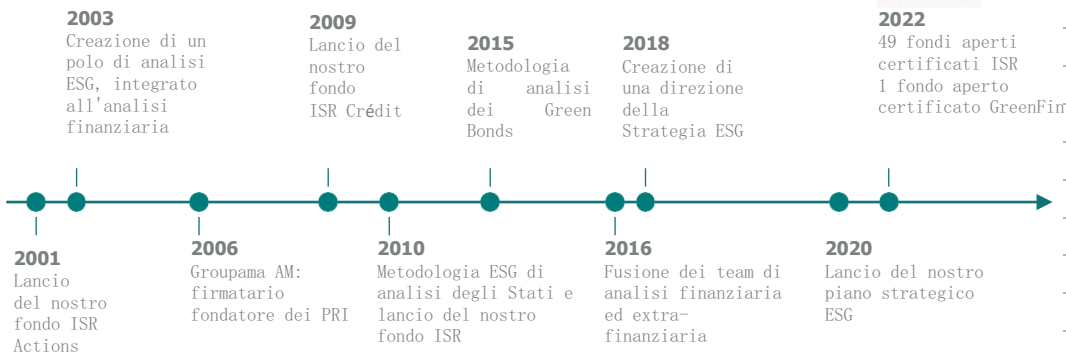 2003
Creazione di un
polo di analisi
ESG, integrato
all'analisi
finanziaria
2009
Lancio del
nostro
fondo
ISR Crédit
2015
Metodologia
di analisi
dei Green
Bonds
2018
Creazione di
una direzione
della
Strategia ESG
2022
49 fondi aperti
certificati ISR
1 fondo aperto
certificato GreenFin
2001
Lancio
del nostro
fondo ISR
Actions
2006
Groupama AM:
firmatario
fondatore dei PRI
2010
Metodologia ESG di
analisi degli Stati e
lancio del nostro
fondo ISR
2016
Fusione dei team di
analisi finanziaria
ed extra-
finanziaria
2020
Lancio del nostro
piano strategico
ESG